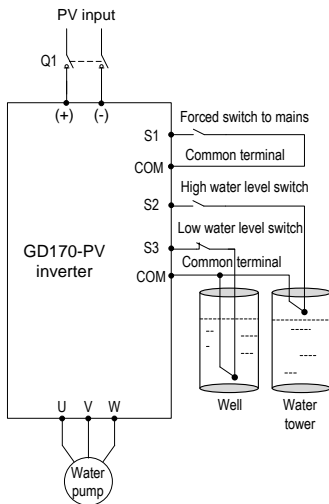 PV input
Q1
(+) (-)
S1 Forced switch to mains
COM Common terminal
S2 High water level switch
Low water level switch
S3
Common terminal
COM
GD170-PV
inverter
U V W
Water
pump
Well
Water
tower